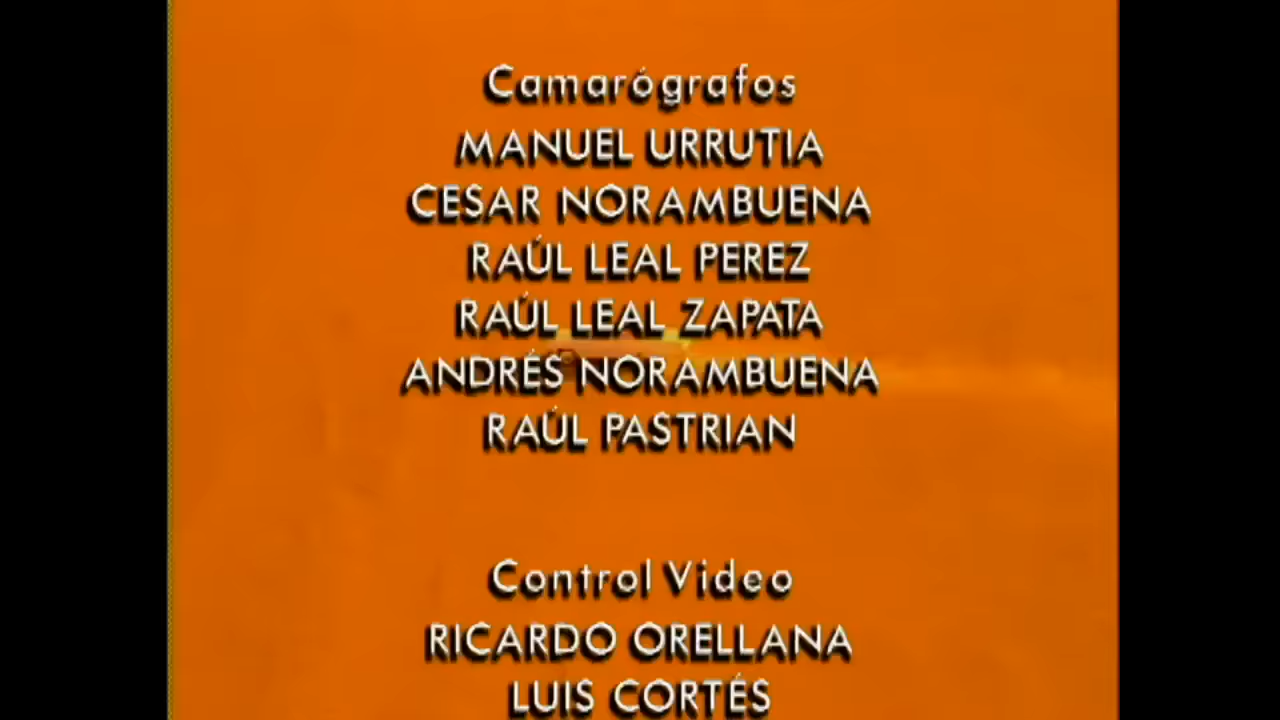 Camarógrafos
MANUEL URRUTIA
CESAR NORAMBUENA
RAÚL LEAL PEREZ
RAÚL LEAL ZAPATA
ANDRÉS NORAMBUENA
RAÚL PASTRIAN
Control Video
RICARDO ORELLANA
LUIS CORTÉS